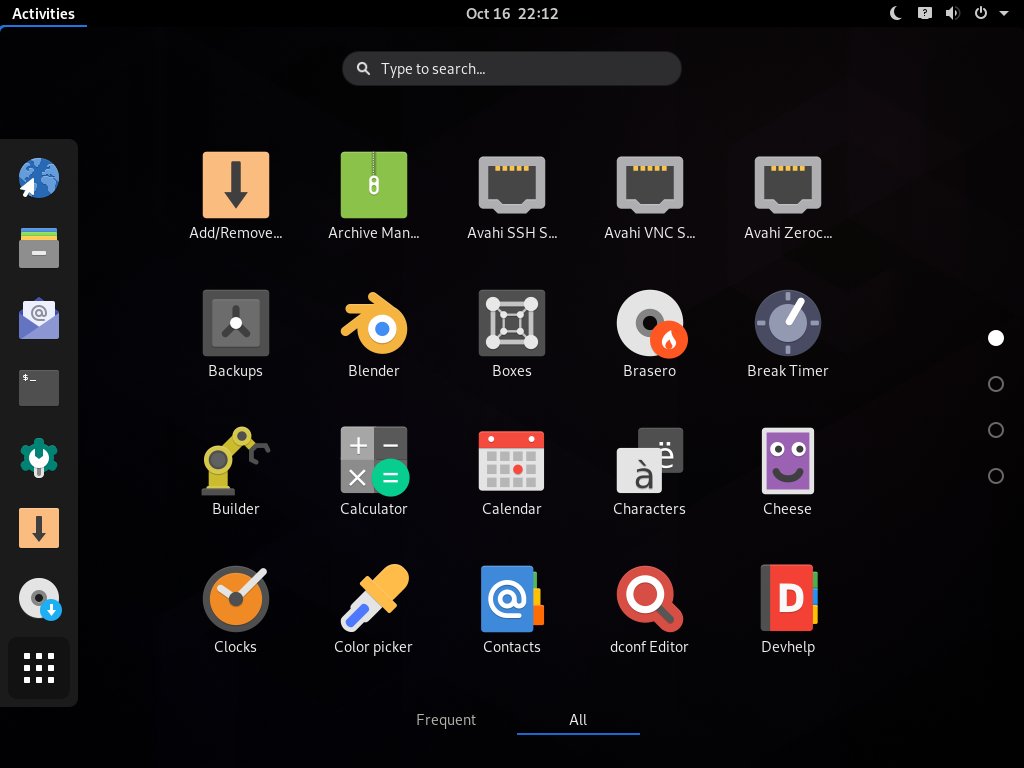 Activities
Oct 16 22:12
Type to search...
Add/Remove...
Archive Man...
Avahi SSH S...
Avahi VNC S...
Avahi Zeroc...
Backups
Blender
Boxes
Brasero
Break Timer
Builder
Calculator
Calendar
à ë
Characters
Cheese
Clocks
Color picker
@
Contacts
dconf Editor
D
Devhelp
@
$_
Frequent
All